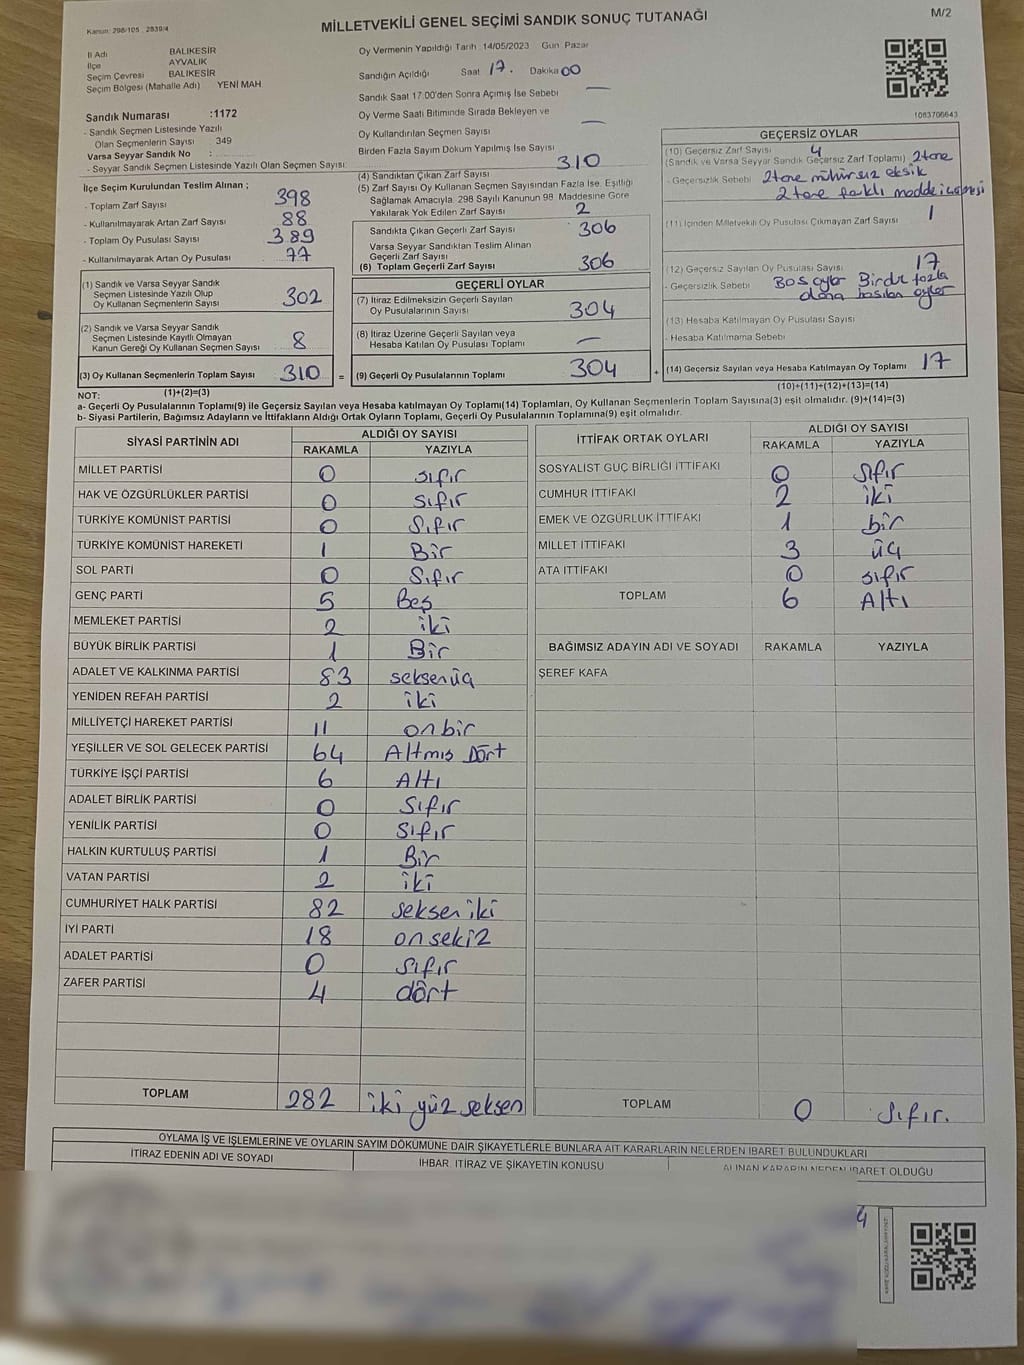 Kanun: 298/105 , 2839/4
MİLLETVEKİLİ GENEL SEÇİMİ SANDIK SONUÇ TUTANAĞI
M/2
İl Adı BALIKESİR
İlçe AYVALIK
Seçim Çevresi BALIKESİR
Seçim Bölgesi (Mahalle Adı) YENİ MAH
Sandık Numarası :1172
- Sandık Seçmen Listesinde Yazılı
Olan Seçmenlerin Sayısı 349
Varsa Seyyar Sandık No :
- Seyyar Sandık Seçmen Listesinde Yazılı Olan Seçmen Sayısı:
Oy Vermenin Yapıldığı Tarih :14/05/2023 Gün: Pazar
Sandığın Açıldığı Saat 17. Dakika 00
Sandık Saat 17:00'den Sonra Açımış İse Sebebi —
Oy Verme Saati Bitiminde Sırada Bekleyen ve
Oy Kullandırılan Seçmen Sayısı —
Birden Fazla Sayım Döküm Yapılmış İse Sayısı
1083706643
İlçe Seçim Kurulundan Teslim Alınan ;
- Toplam Zarf Sayısı 398
- Kullanılmayarak Artan Zarf Sayısı 88
- Toplam Oy Pusulası Sayısı 389
- Kullanılmayarak Artan Oy Pusulası 77
(4) Sandıktan Çıkan Zarf Sayısı 310
(5) Zarf Sayısı Oy Kullanan Seçmen Sayısından Fazla İse. Eşitliği
Sağlamak Amacıyla 298 Sayılı Kanunun 98. Maddesine Göre
Yakılarak Yok Edilen Zarf Sayısı 2
Sandıkta Çıkan Geçerli Zarf Sayısı 306
Varsa Seyyar Sandıktan Teslim Alınan
Geçerli Zarf Sayısı
(6) Toplam Geçerli Zarf Sayısı 306
GEÇERSİZ OYLAR
(10) Geçersiz Zarf Sayısı 4
(Sandık ve Varsa Seyyar Sandık Geçersiz Zarf Toplamı) 2 tane
- Geçersizlik Sebebi 2 tane mühürsüz eksik
2 tane farklı madde
(11) İçinden Milletvekili Oy Pusulası Çıkmayan Zarf Sayısı 1
(12) Geçersiz Sayılan Oy Pusulası Sayısı 17
- Geçersizlik Sebebi Boş oylar Birden fazla
alana basılan oylar
(13) Hesaba Katılmayan Oy Pusulası Sayısı
- Hesaba Katılmama Sebebi
(14) Geçersiz Sayılan veya Hesaba Katılmayan Oy Toplamı 17
(10)+(11)+(12)+(13)=(14)
(1) Sandık ve Varsa Seyyar Sandık
Seçmen Listesinde Yazılı Olup
Oy Kullanan Seçmenlerin Sayısı 302
(2) Sandık ve Varsa Seyyar Sandık
Seçmen Listesinde Kayıtlı Olmayan
Kanun Gereği Oy Kullanan Seçmen Sayısı 8
(3) Oy Kullanan Seçmenlerin Toplam Sayısı 310 =
GEÇERLİ OYLAR
(7) İtiraz Edilmeksizin Geçerli Sayılan
Oy Pusulalarının Sayısı 304
(8) İtiraz Üzerine Geçerli Sayılan veya
Hesaba Katılan Oy Pusulası Toplamı —
(9) Geçerli Oy Pusulalarının Toplamı 304 +
NOT: (1)+(2)=(3)
a- Geçerli Oy Pusulalarının Toplamı(9) ile Geçersiz Sayılan veya Hesaba katılmayan Oy Toplamı(14) Toplamları, Oy Kullanan Seçmenlerin Toplam Sayısına(3) eşit olmalıdır. (9)+(14)=(3)
b- Siyasi Partilerin, Bağımsız Adayların ve İttifakların Aldığı Ortak Oyların Toplamı, Geçerli Oy Pusulalarının Toplamına(9) eşit olmalıdır.
SİYASİ PARTİNİN ADI ALDIĞI OY SAYISI
RAKAMLA YAZIYLA
MİLLET PARTİSİ 0 sıfır
HAK VE ÖZGÜRLÜKLER PARTİSİ 0 sıfır
TÜRKİYE KOMÜNİST PARTİSİ 0 Sıfır
TÜRKİYE KOMÜNİST HAREKETİ 1 Bir
SOL PARTİ 0 Sıfır
GENÇ PARTİ 5 Beş
MEMLEKET PARTİSİ 2 iki
BÜYÜK BİRLİK PARTİSİ 1 Bir
ADALET VE KALKINMA PARTİSİ 83 seksenüç
YENİDEN REFAH PARTİSİ 2 iki
MİLLİYETÇİ HAREKET PARTİSİ 11 onbir
YEŞİLLER VE SOL GELECEK PARTİSİ 64 Altmış Dört
TÜRKİYE İŞÇİ PARTİSİ 6 Altı
ADALET BİRLİK PARTİSİ 0 Sıfır
YENİLİK PARTİSİ 0 Sıfır
HALKIN KURTULUŞ PARTİSİ 1 Bir
VATAN PARTİSİ 2 iki
CUMHURİYET HALK PARTİSİ 82 seksen iki
İYİ PARTİ 18 onsekiz
ADALET PARTİSİ 0 Sıfır
ZAFER PARTİSİ 4 dört
TOPLAM 282 iki yüz seksen
İTTİFAK ORTAK OYLARI ALDIĞI OY SAYISI
RAKAMLA YAZIYLA
SOSYALİST GÜÇ BİRLİĞİ İTTİFAKI 0 Sıfır
CUMHUR İTTİFAKI 2 iki
EMEK VE ÖZGÜRLÜK İTTİFAKI 1 bir
MİLLET İTTİFAKI 3 üç
ATA İTTİFAKI 0 sıfır
TOPLAM 6 Altı
BAĞIMSIZ ADAYIN ADI VE SOYADI RAKAMLA YAZIYLA
ŞEREF KAFA
TOPLAM 0 Sıfır.
OYLAMA İŞ VE İŞLEMLERİNE VE OYLARIN SAYIM DÖKÜMÜNE DAİR ŞİKAYETLERLE BUNLARA AİT KARARLARIN NELERDEN İBARET BULUNDUKLARI
İTİRAZ EDENİN ADI VE SOYADI İHBAR, İTİRAZ VE ŞİKAYETİN KONUSU ALINAN KARARIN NEDEN İBARET OLDUĞU